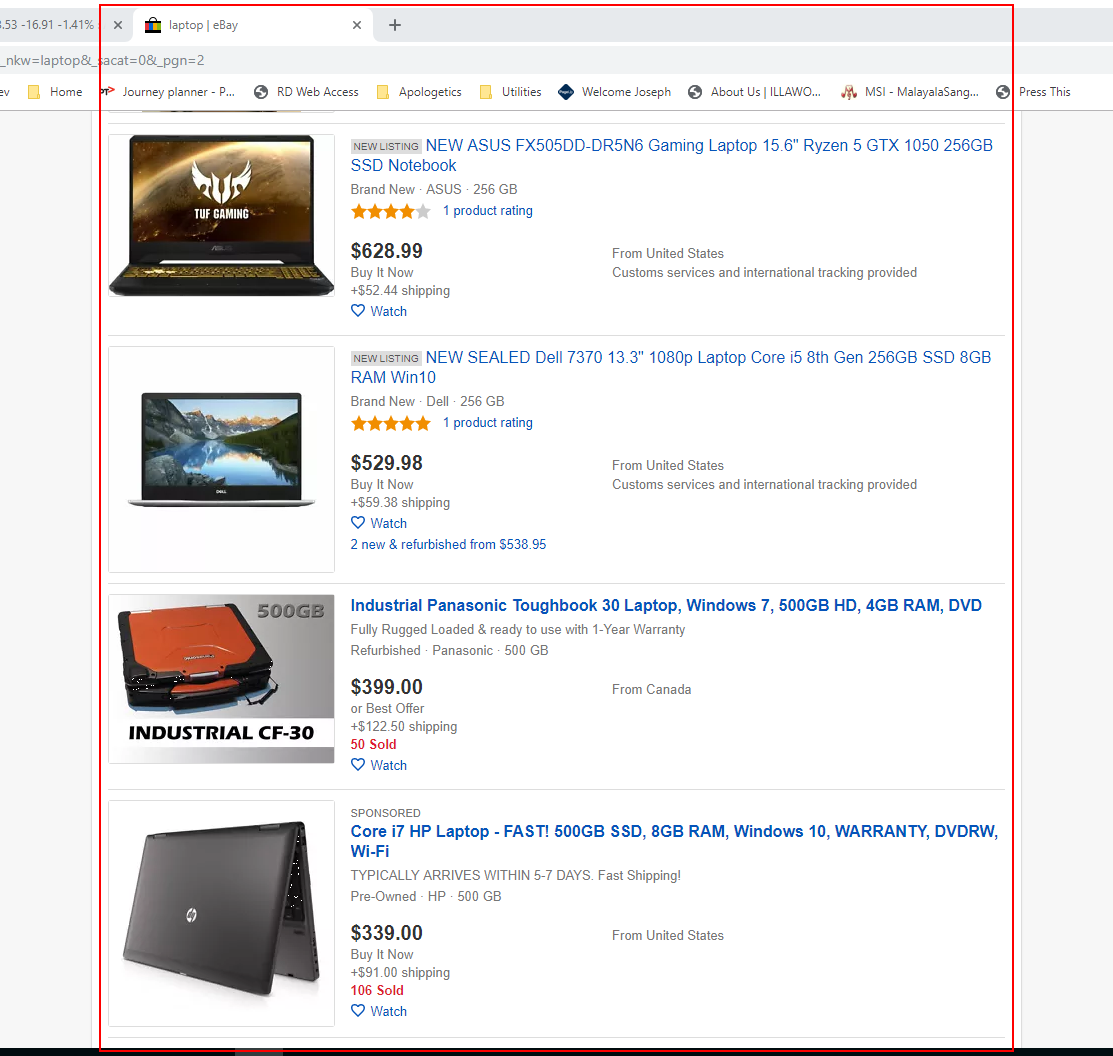 3.53 -16.91 -1.41%
laptop | eBay
_nkw=laptop&_sacat=0&_pgn=2
ev
Home
Journey planner - P...
RD Web Access
Apologetics
Utilities
Welcome Joseph
About Us | ILLAWO...
MSI - MalayalaSang...
Press This
TUF GAMING
ASUS
NEW LISTING NEW ASUS FX505DD-DR5N6 Gaming Laptop 15.6" Ryzen 5 GTX 1050 256GB
SSD Notebook
Brand New · ASUS · 256 GB
1 product rating
$628.99
From United States
Buy It Now
Customs services and international tracking provided
+$52.44 shipping
Watch
DELL
NEW LISTING NEW SEALED Dell 7370 13.3" 1080p Laptop Core i5 8th Gen 256GB SSD 8GB
RAM Win10
Brand New · Dell · 256 GB
1 product rating
$529.98
From United States
Buy It Now
Customs services and international tracking provided
+$59.38 shipping
Watch
2 new & refurbished from $538.95
500GB
INDUSTRIAL CF-30
Industrial Panasonic Toughbook 30 Laptop, Windows 7, 500GB HD, 4GB RAM, DVD
Fully Rugged Loaded & ready to use with 1-Year Warranty
Refurbished · Panasonic · 500 GB
$399.00
From Canada
or Best Offer
+$122.50 shipping
50 Sold
Watch
hp
SPONSORED
Core i7 HP Laptop - FAST! 500GB SSD, 8GB RAM, Windows 10, WARRANTY, DVDRW,
Wi-Fi
TYPICALLY ARRIVES WITHIN 5-7 DAYS. Fast Shipping!
Pre-Owned · HP · 500 GB
$339.00
From United States
Buy It Now
+$91.00 shipping
106 Sold
Watch